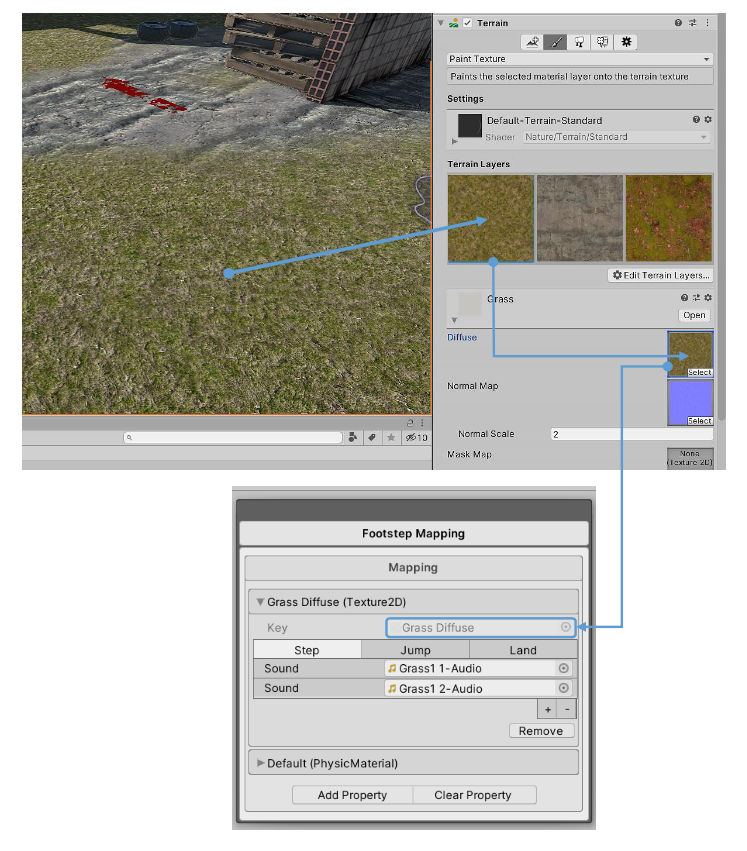 Terrain
Paint Texture
Paints the selected material layer onto the terrain texture
Settings
Default-Terrain-Standard
Shader Nature/Terrain/Standard
Terrain Layers
Edit Terrain Layers...
Grass
Open
Diffuse
Select
Normal Map
Select
Normal Scale 2
Mask Map
None
(Texture 2D)
10
Footstep Mapping
Mapping
Grass Diffuse (Texture2D)
Key Grass Diffuse
Step Jump Land
Sound Grass1 1-Audio
Sound Grass1 2-Audio
+ -
Remove
Default (PhysicMaterial)
Add Property Clear Property